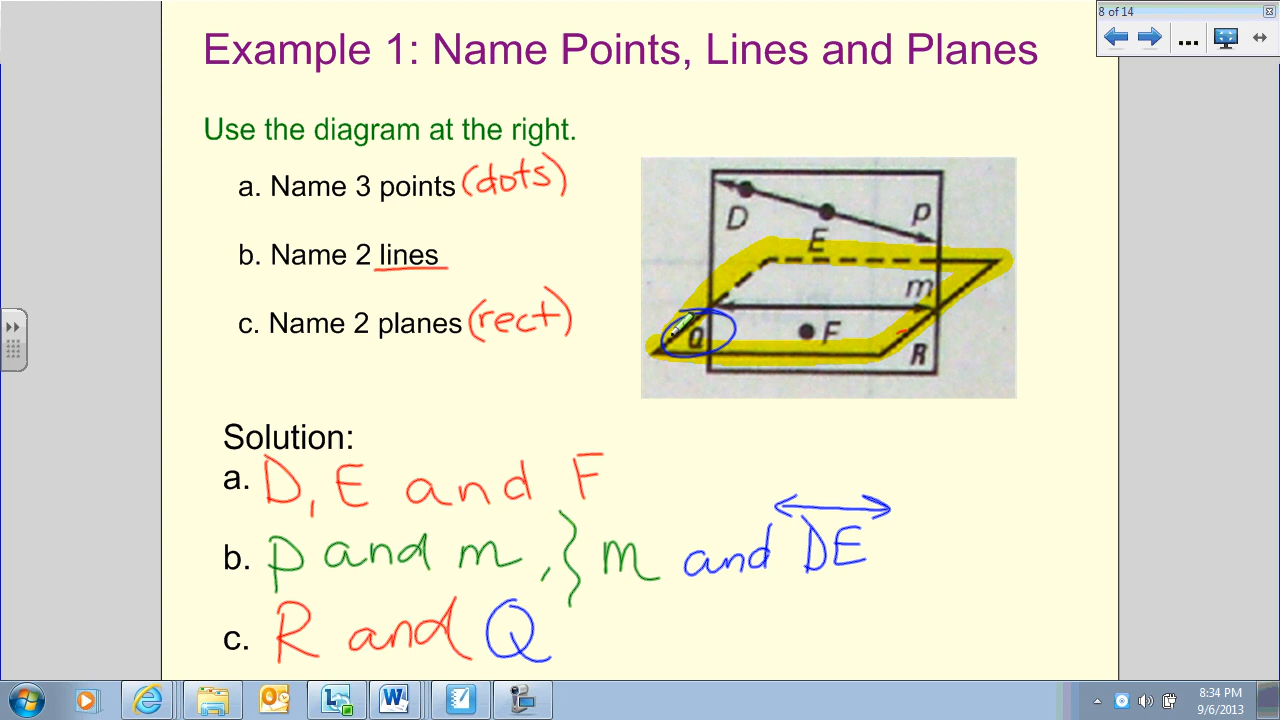 8 of 14
Example 1: Name Points, Lines and Planes
Use the diagram at the right.
a. Name 3 points (dots)
b. Name 2 lines
c. Name 2 planes (rect)
D
E
p
m
Q
F
R
Solution:
a. D, E and F
b. p and m, } m and DE
c. R and Q
8:34 PM
9/6/2013